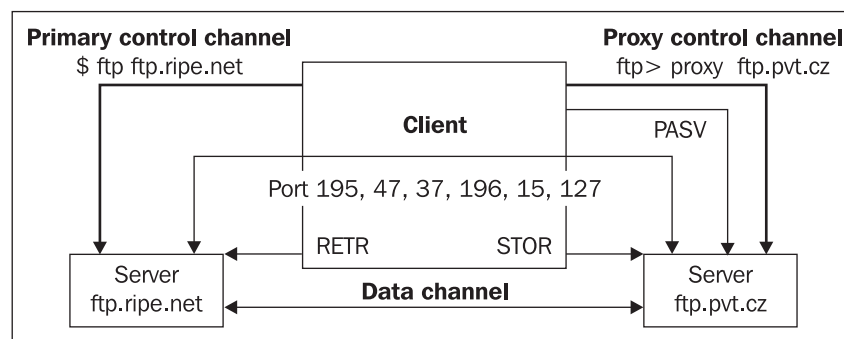 Primary control channel
$ ftp ftp.ripe.net
Proxy control channel
ftp> proxy ftp.pvt.cz
Client
PASV
Port 195, 47, 37, 196, 15, 127
RETR
STOR
Server
ftp.ripe.net
Data channel
Server
ftp.pvt.cz